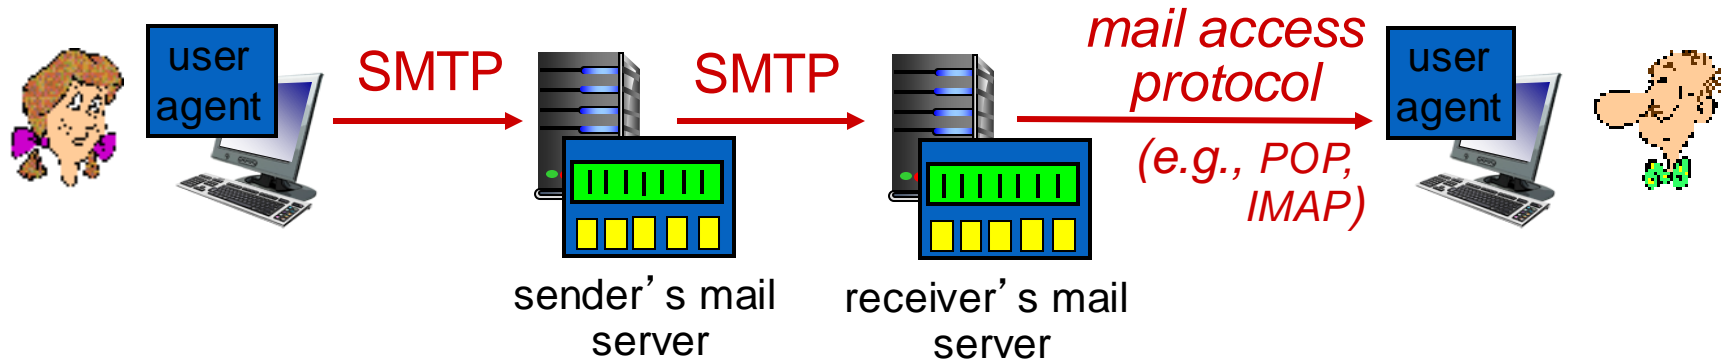 user
agent
SMTP
SMTP
mail access
protocol
(e.g., POP,
IMAP)
user
agent
sender’s mail
server
receiver’s mail
server